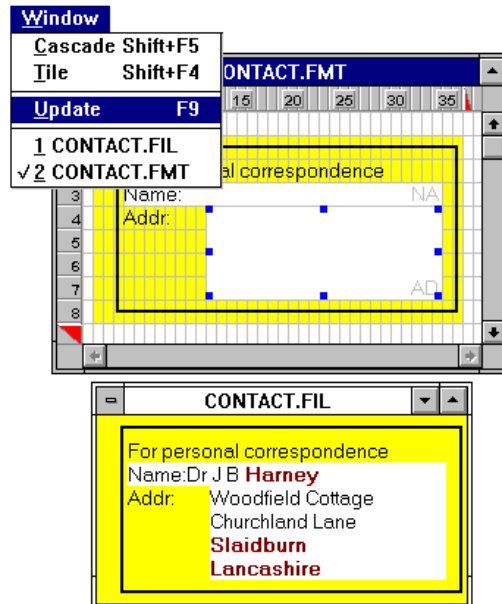 Window
Cascade Shift+F5
Tile Shift+F4
Update F9
1 CONTACT.FIL
√2 CONTACT.FMT
ONTACT.FMT
15 20 25 30 35
al correspondence
3 Name: NA
4 Addr:
5
6
7 AD
8
CONTACT.FIL
For personal correspondence
Name:Dr J B Harney
Addr: Woodfield Cottage
Churchland Lane
Slaidburn
Lancashire